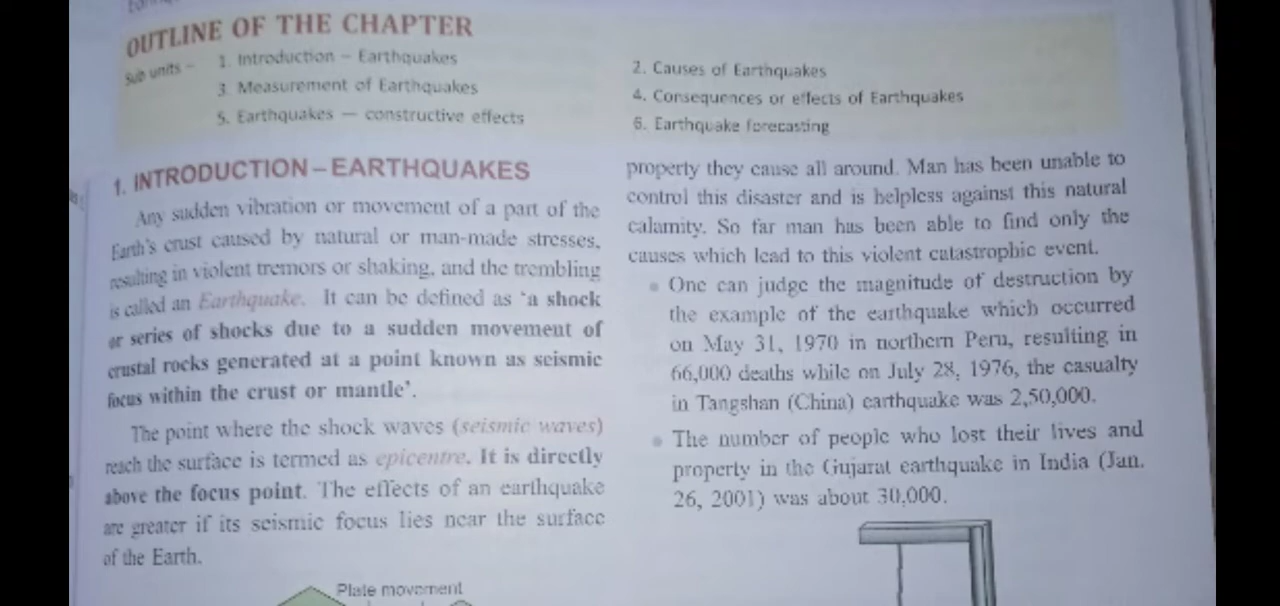 OUTLINE OF THE CHAPTER
Sub units – 1. Introduction – Earthquakes
2. Causes of Earthquakes
3. Measurement of Earthquakes
4. Consequences or effects of Earthquakes
5. Earthquakes — constructive effects
6. Earthquake forecasting
1. INTRODUCTION – EARTHQUAKES
Any sudden vibration or movement of a part of the
Earth's crust caused by natural or man-made stresses,
resulting in violent tremors or shaking, and the trembling
is called an Earthquake. It can be defined as 'a shock
or series of shocks due to a sudden movement of
crustal rocks generated at a point known as seismic
focus within the crust or mantle'.
The point where the shock waves (seismic waves)
reach the surface is termed as epicentre. It is directly
above the focus point. The effects of an earthquake
are greater if its seismic focus lies near the surface
of the Earth.
Plate movement
property they cause all around. Man has been unable to
control this disaster and is helpless against this natural
calamity. So far man has been able to find only the
causes which lead to this violent catastrophic event.
• One can judge the magnitude of destruction by
the example of the earthquake which occurred
on May 31, 1970 in northern Peru, resulting in
66,000 deaths while on July 28, 1976, the casualty
in Tangshan (China) earthquake was 2,50,000.
• The number of people who lost their lives and
property in the Gujarat earthquake in India (Jan.
26, 2001) was about 30,000.